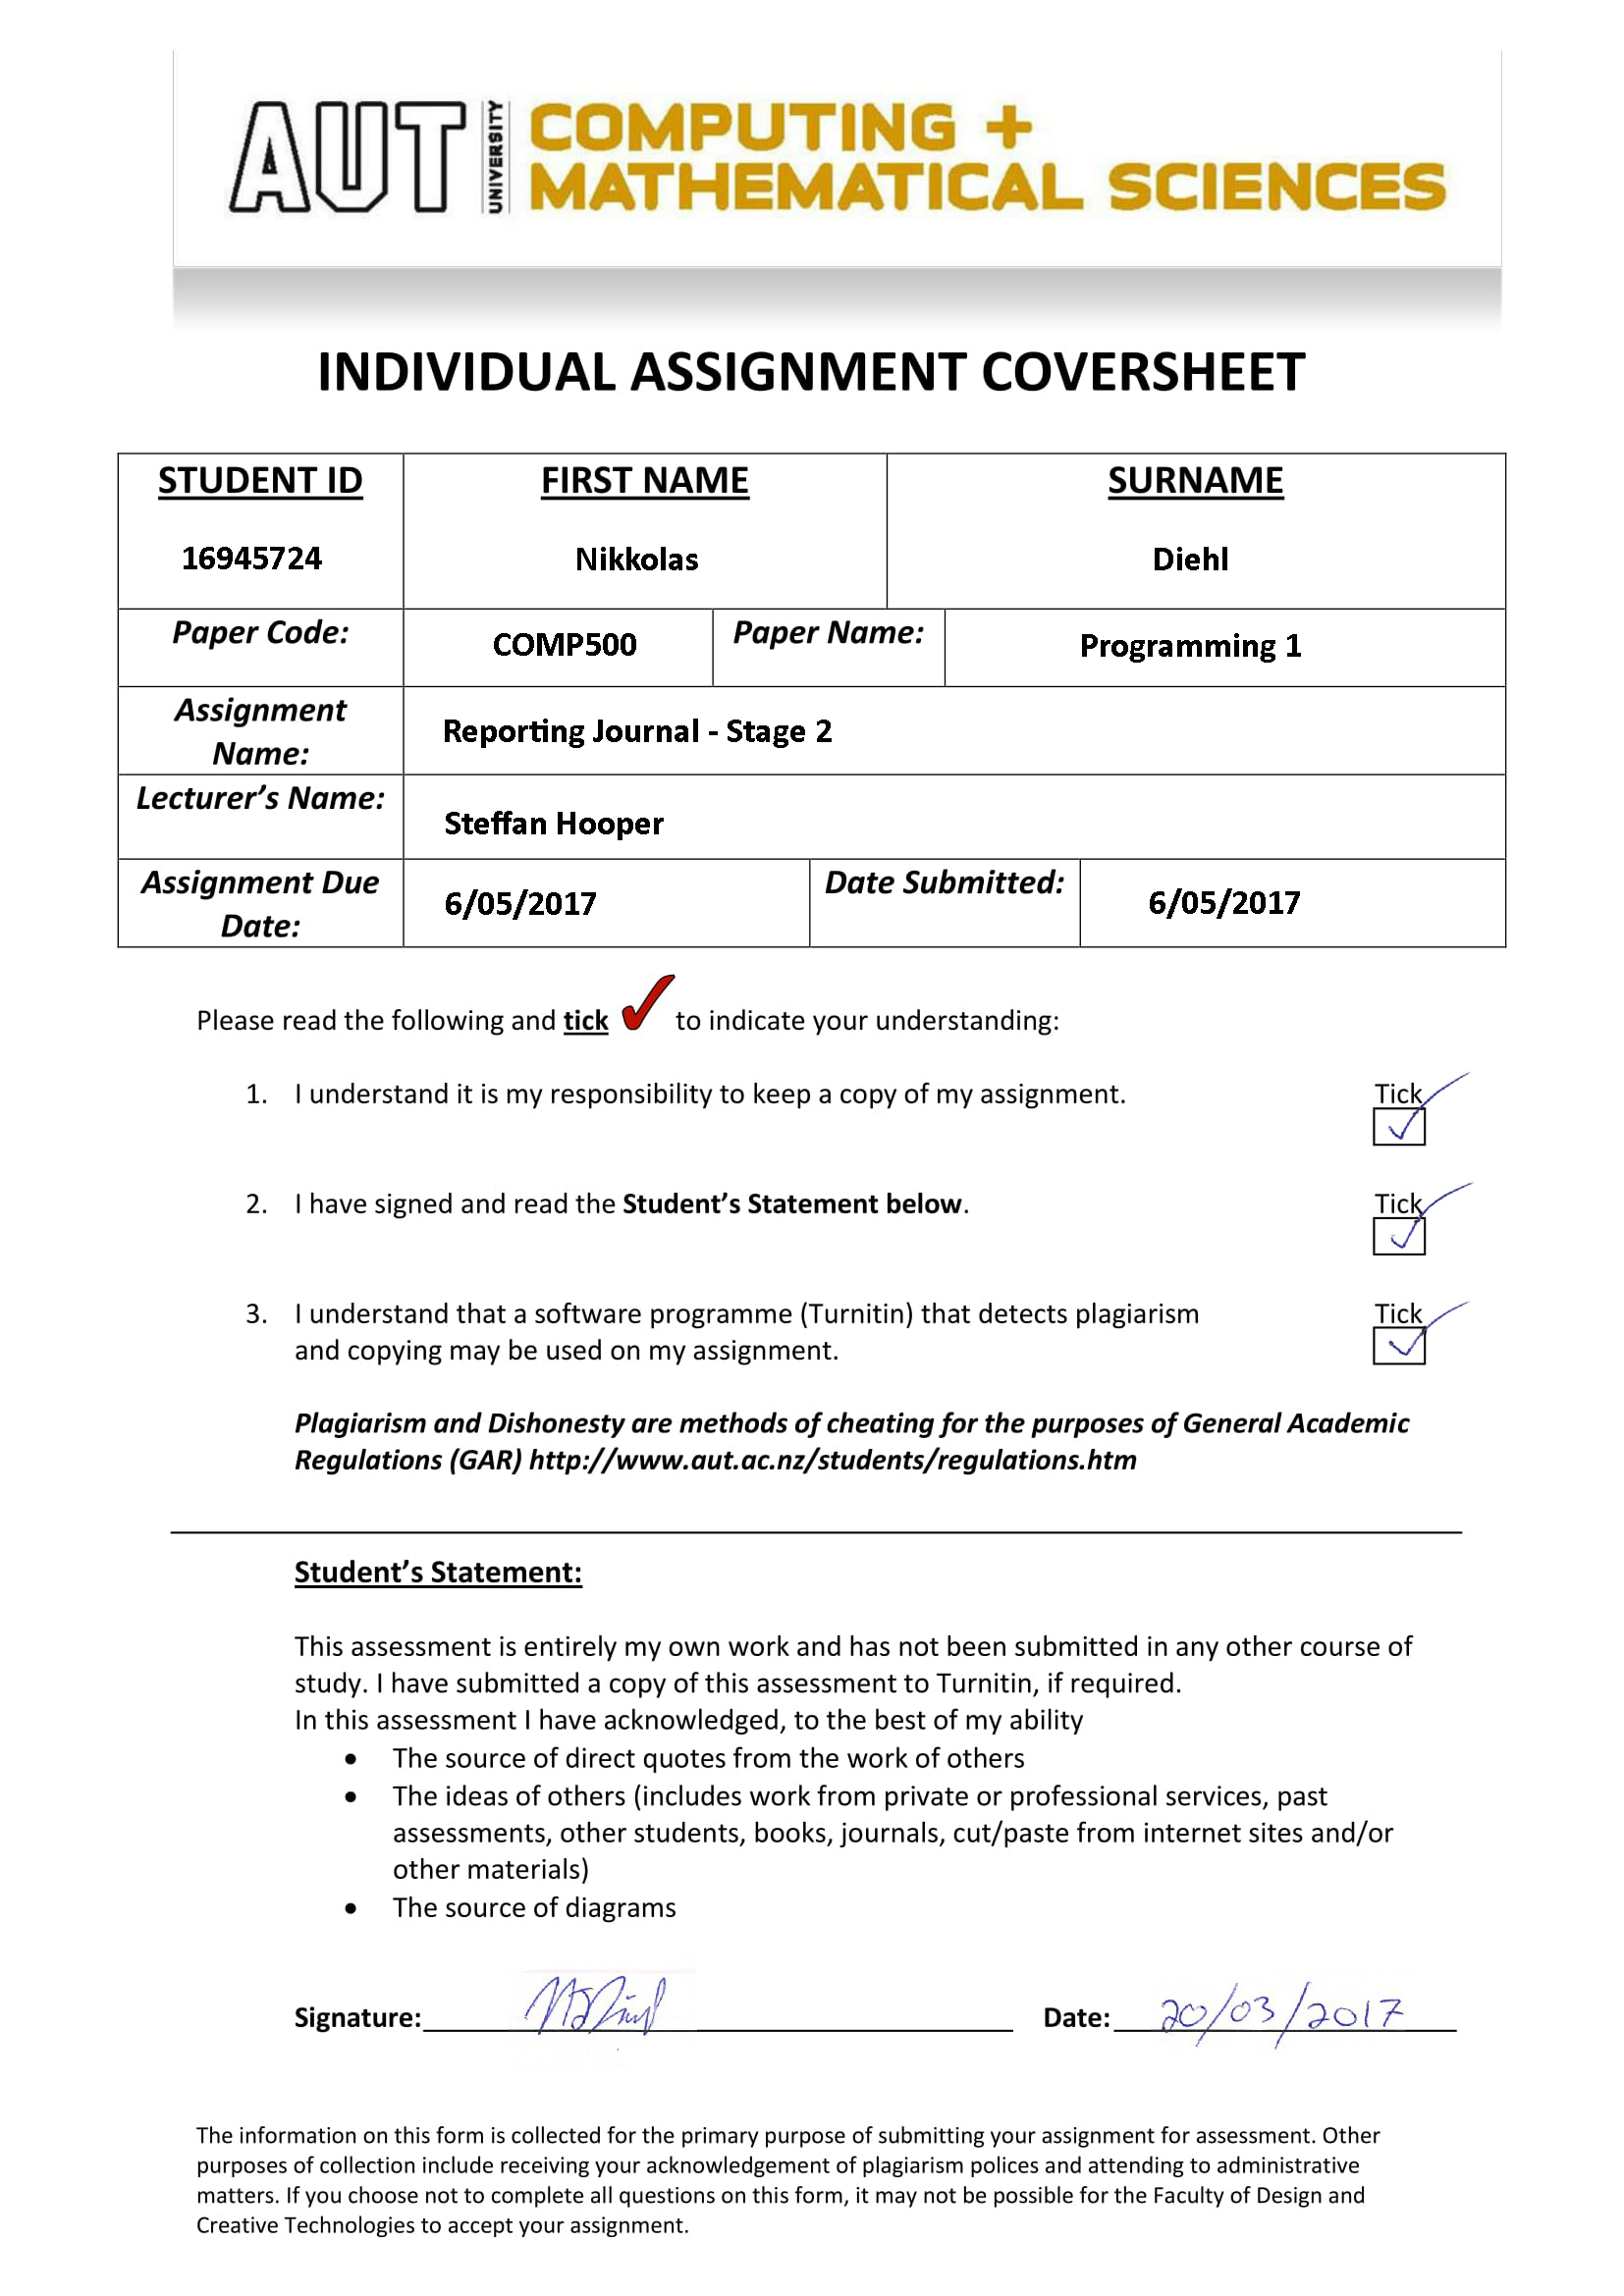 AUT UNIVERSITY COMPUTING +
MATHEMATICAL SCIENCES
INDIVIDUAL ASSIGNMENT COVERSHEET
STUDENT ID FIRST NAME SURNAME
16945724 Nikkolas Diehl
Paper Code: COMP500 Paper Name: Programming 1
Assignment
Name:
Reporting Journal - Stage 2
Lecturer’s Name:
Steffan Hooper
Assignment Due
Date:
6/05/2017
Date Submitted:
6/05/2017
Please read the following and tick to indicate your understanding:
1. I understand it is my responsibility to keep a copy of my assignment. Tick
2. I have signed and read the Student’s Statement below. Tick
3. I understand that a software programme (Turnitin) that detects plagiarism Tick
and copying may be used on my assignment.
Plagiarism and Dishonesty are methods of cheating for the purposes of General Academic
Regulations (GAR) http://www.aut.ac.nz/students/regulations.htm
Student’s Statement:
This assessment is entirely my own work and has not been submitted in any other course of
study. I have submitted a copy of this assessment to Turnitin, if required.
In this assessment I have acknowledged, to the best of my ability
• The source of direct quotes from the work of others
• The ideas of others (includes work from private or professional services, past
assessments, other students, books, journals, cut/paste from internet sites and/or
other materials)
• The source of diagrams
Signature: Date: 20/03/2017
The information on this form is collected for the primary purpose of submitting your assignment for assessment. Other
purposes of collection include receiving your acknowledgement of plagiarism polices and attending to administrative
matters. If you choose not to complete all questions on this form, it may not be possible for the Faculty of Design and
Creative Technologies to accept your assignment.